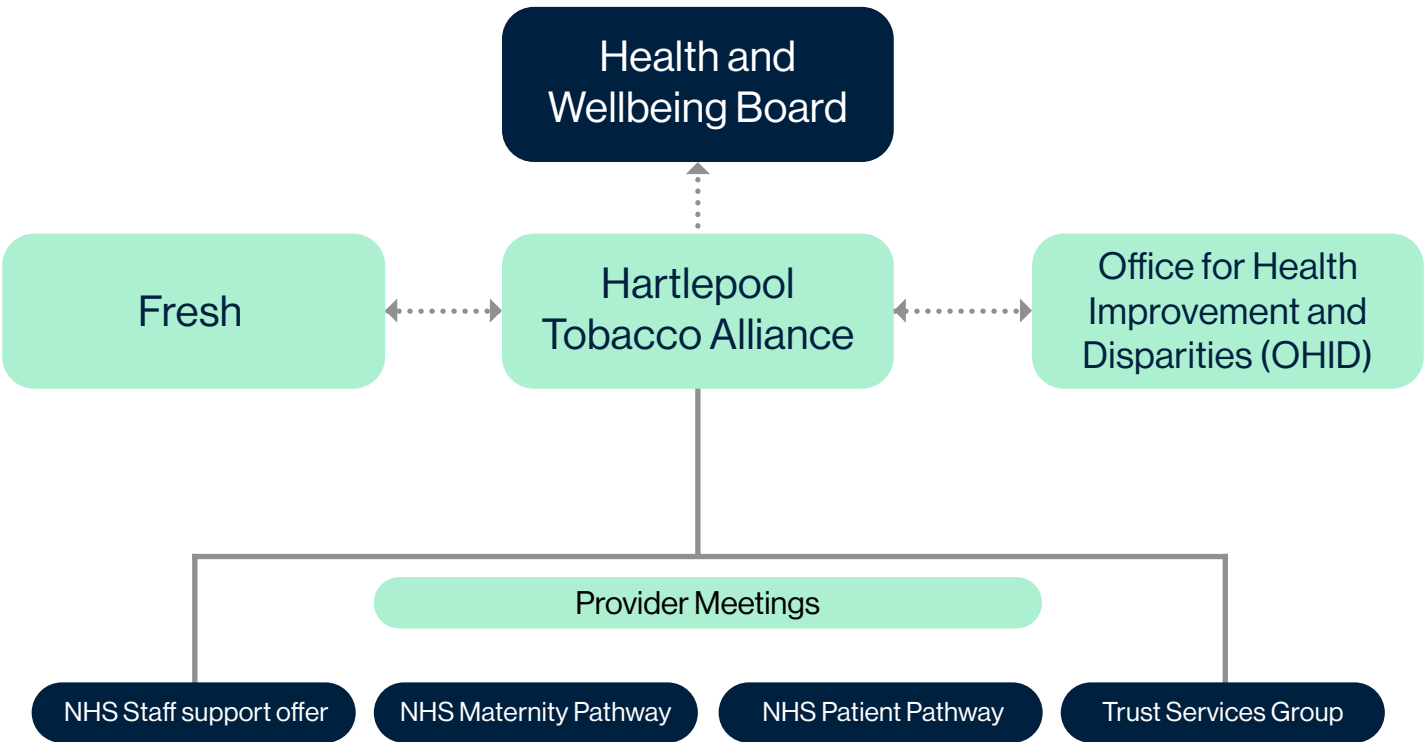 Health and
Wellbeing Board
Fresh
Hartlepool
Tobacco Alliance
Office for Health
Improvement and
Disparities (OHID)
Provider Meetings
NHS Staff support offer
NHS Maternity Pathway
NHS Patient Pathway
Trust Services Group